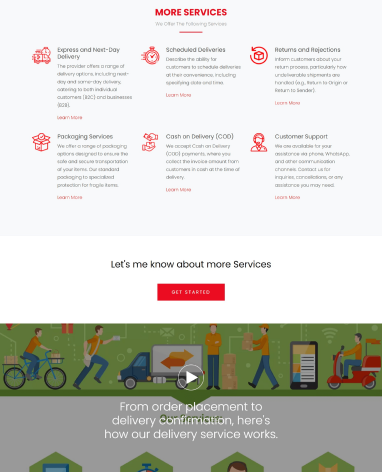 MORE SERVICES
We Offer The Following Services
Express and Next-Day
Delivery
The provider offers a range of
delivery options, including next-
day and same-day delivery,
catering to both individual
customers (B2C) and businesses
(B2B).
Learn More
Scheduled Deliveries
Describe the ability for
customers to schedule deliveries
at their convenience, including
specifying date and time.
Learn More
Returns and Rejections
Inform customers about your
return process, particularly how
undeliverable shipments are
handled (e.g., Return to Origin or
Return to Sender).
Learn More
Packaging Services
We offer a range of packaging
options designed to ensure the
safe and secure transportation
of your items. Our standard
packaging to specialized
protection for fragile items.
Learn More
Cash on Delivery (COD)
We accept Cash on Delivery
(COD) payments, where you
collect the invoice amount from
customers in cash at the time of
delivery.
Learn More
Customer Support
We are available for your
assistance via phone, WhatsApp,
and other communication
channels. Contact us for
inquiries, cancellations, or any
assistance you may need.
Learn More
Let's me know about more Services
GET STARTED
From order placement to
delivery confirmation, here's
how our delivery service works.